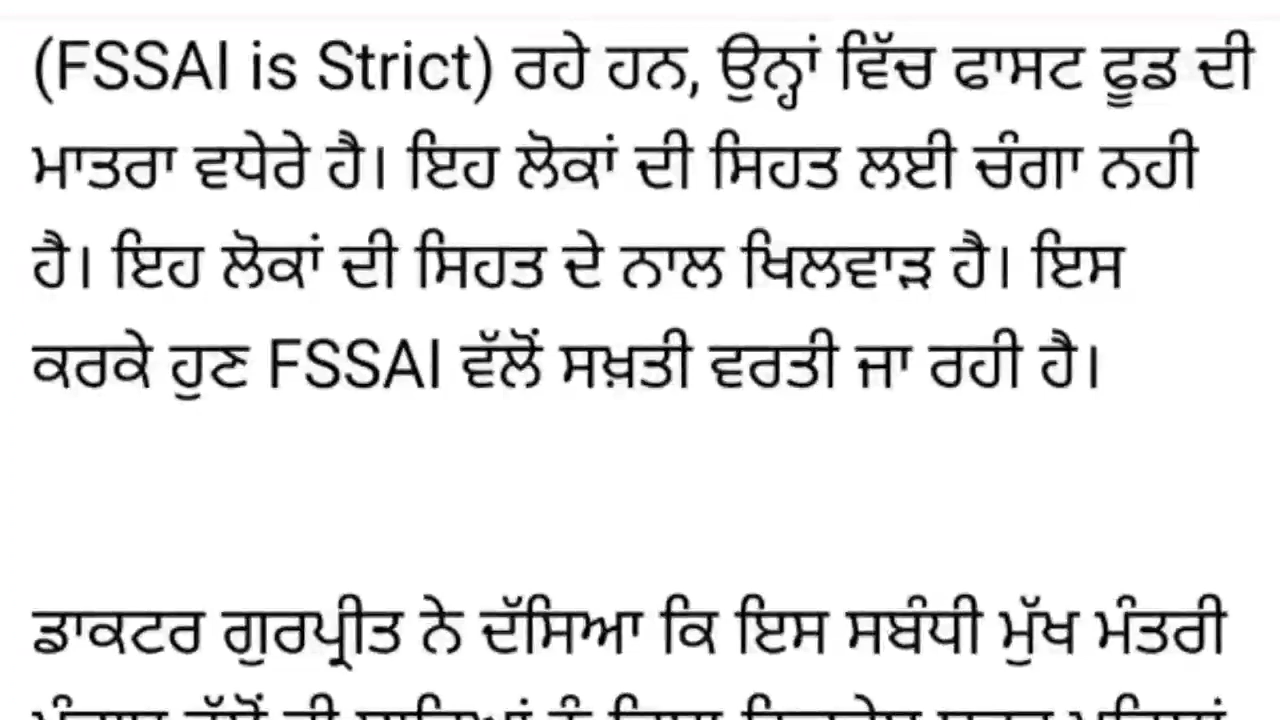 (FSSAI is Strict) ਰਹੇ ਹਨ, ਉਨ੍ਹਾਂ ਵਿੱਚ ਫਾਸਟ ਫੂਡ ਦੀ
ਮਾਤਰਾ ਵਧੇਰੇ ਹੈ। ਇਹ ਲੋਕਾਂ ਦੀ ਸਿਹਤ ਲਈ ਚੰਗਾ ਨਹੀ
ਹੈ। ਇਹ ਲੋਕਾਂ ਦੀ ਸਿਹਤ ਦੇ ਨਾਲ ਖਿਲਵਾੜ ਹੈ। ਇਸ
ਕਰਕੇ ਹੁਣ FSSAI ਵੱਲੋਂ ਸਖ਼ਤੀ ਵਰਤੀ ਜਾ ਰਹੀ ਹੈ।
ਡਾਕਟਰ ਗੁਰਪ੍ਰੀਤ ਨੇ ਦੱਸਿਆ ਕਿ ਇਸ ਸਬੰਧੀ ਮੁੱਖ ਮੰਤਰੀ